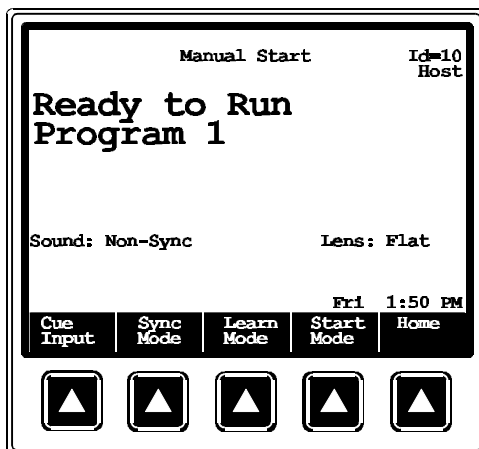 Manual Start Id=10
Host
Ready to Run
Program 1
Sound: Non-Sync Lens: Flat
Fri 1:50 PM
Cue Sync Learn Start Home
Input Mode Mode Mode